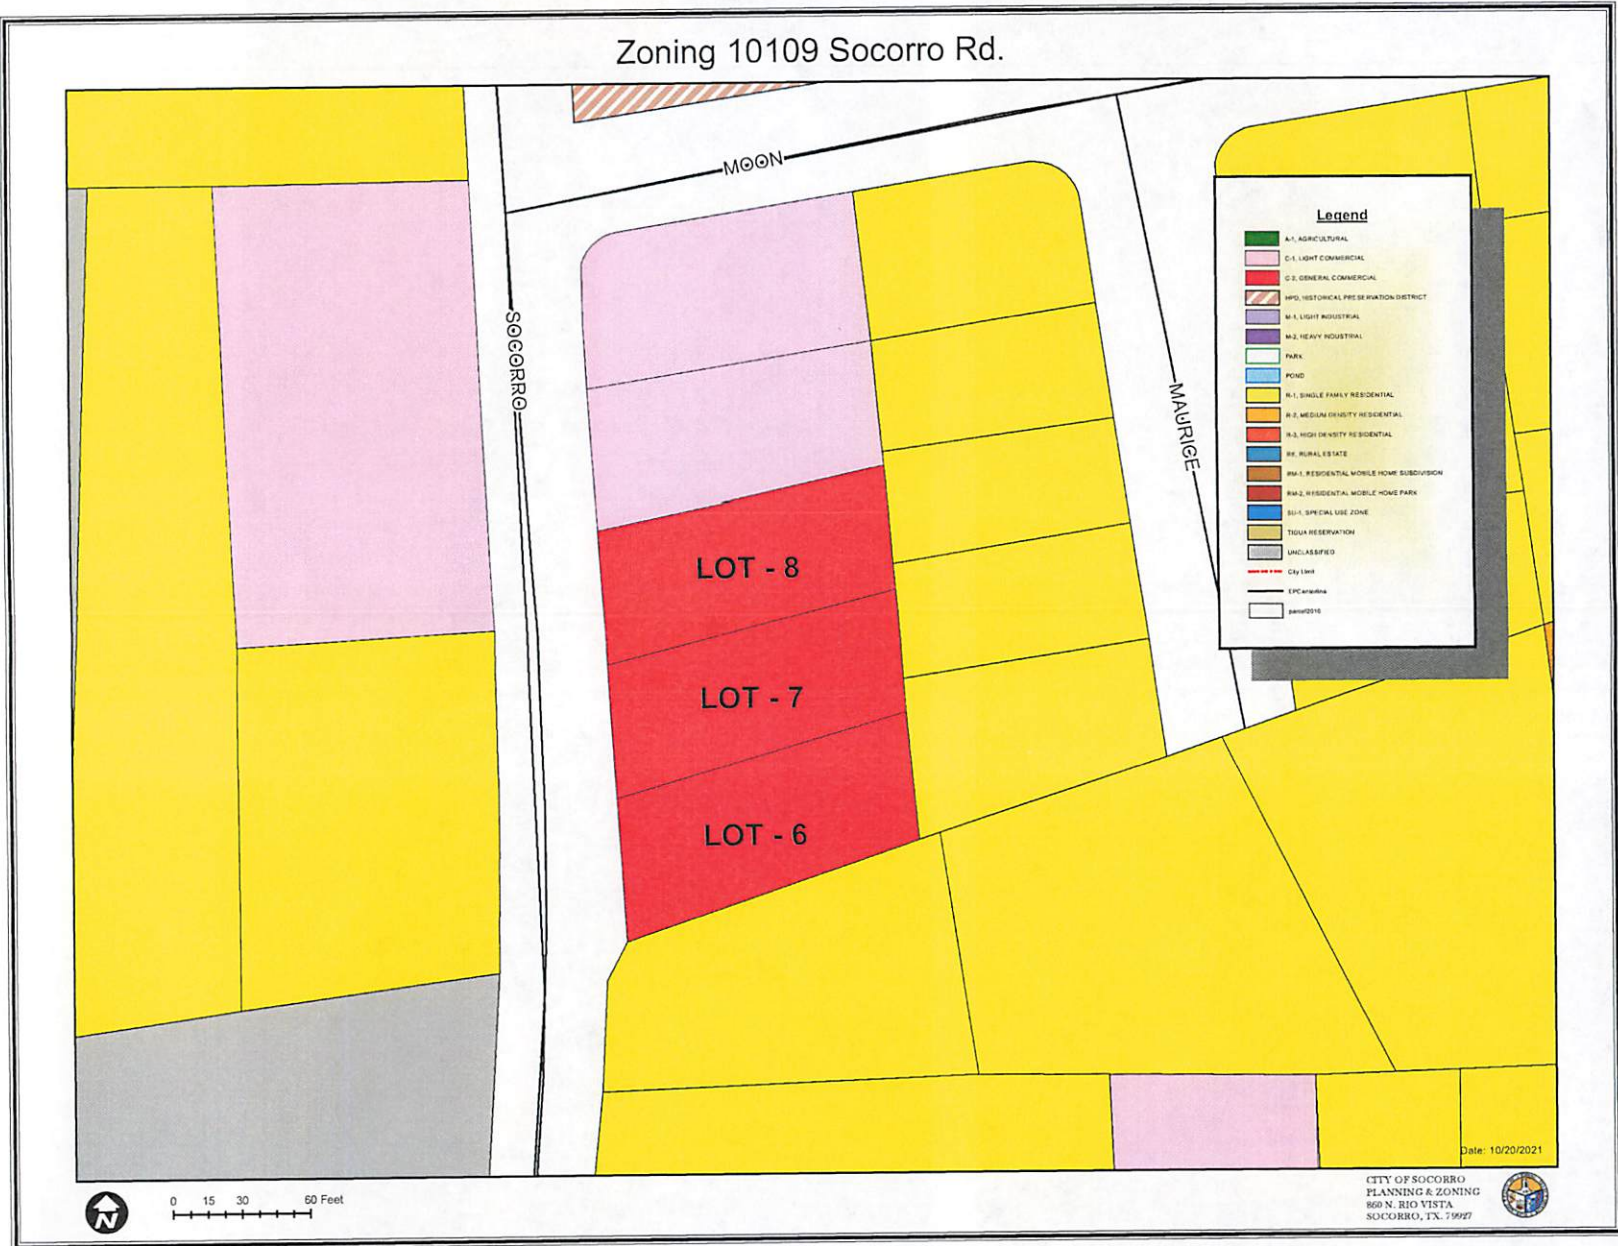 Zoning 10109 Socorro Rd.
MOON
SOCORRO
MAURICE
Legend
A-1, AGRICULTURAL
C-1, LIGHT COMMERCIAL
C-2, GENERAL COMMERCIAL
HPD, HISTORICAL PRESERVATION DISTRICT
M-1, LIGHT INDUSTRIAL
M-2, HEAVY INDUSTRIAL
PARK
POND
R-1, SINGLE FAMILY RESIDENTIAL
R-2, MEDIUM DENSITY RESIDENTIAL
R-3, HIGH DENSITY RESIDENTIAL
RE, RURAL ESTATE
RM-1, RESIDENTIAL MOBILE HOME SUBDIVISION
RM-2, RESIDENTIAL MOBILE HOME PARK
SU-1, SPECIAL USE ZONE
TIGUA RESERVATION
UNCLASSIFIED
City Limit
EPCenterline
parcel2010
LOT - 8
LOT - 7
LOT - 6
Date: 10/20/2021
N
0 15 30 60 Feet
CITY OF SOCORRO
PLANNING & ZONING
860 N. RIO VISTA
SOCORRO, TX. 79927